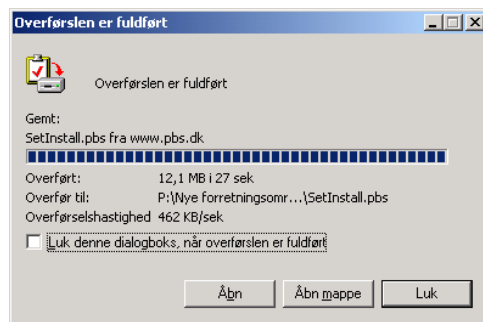 Overførslen er fuldført
Overførslen er fuldført
Gemt:
SetInstall.pbs fra www.pbs.dk
Overført: 12,1 MB i 27 sek
Overfør til: P:\Nye forretningsomr...\SetInstall.pbs
Overførselshastighed 462 KB/sek
Luk denne dialogboks, når overførslen er fuldført
Åbn Åbn mappe Luk